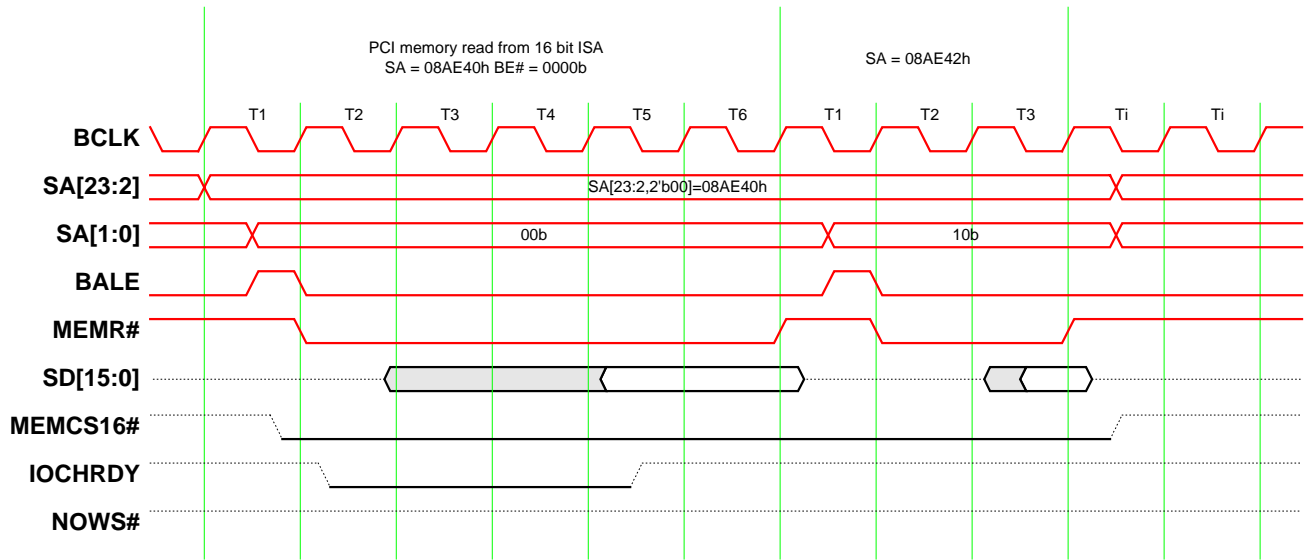 PCI memory read from 16 bit ISA
SA = 08AE40h BE# = 0000b
SA = 08AE42h
T1 T2 T3 T4 T5 T6 T1 T2 T3 Ti Ti
BCLK
SA[23:2] SA[23:2,2'b00]=08AE40h
SA[1:0] 00b 10b
BALE
MEMR#
SD[15:0]
MEMCS16#
IOCHRDY
NOWS#